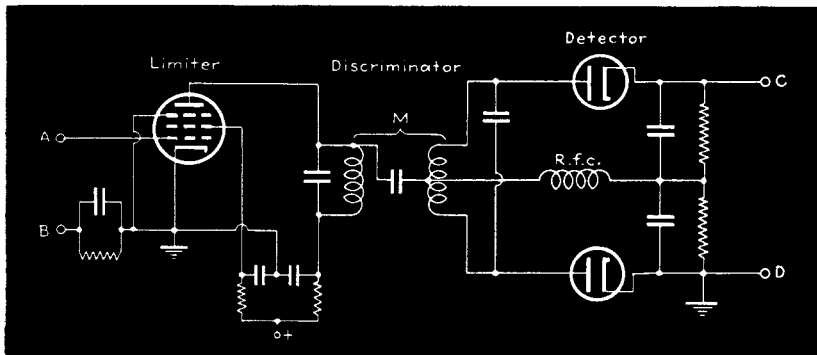 Detector
Limiter
Discriminator
C
M
A
R.f.c.
B
D
o+